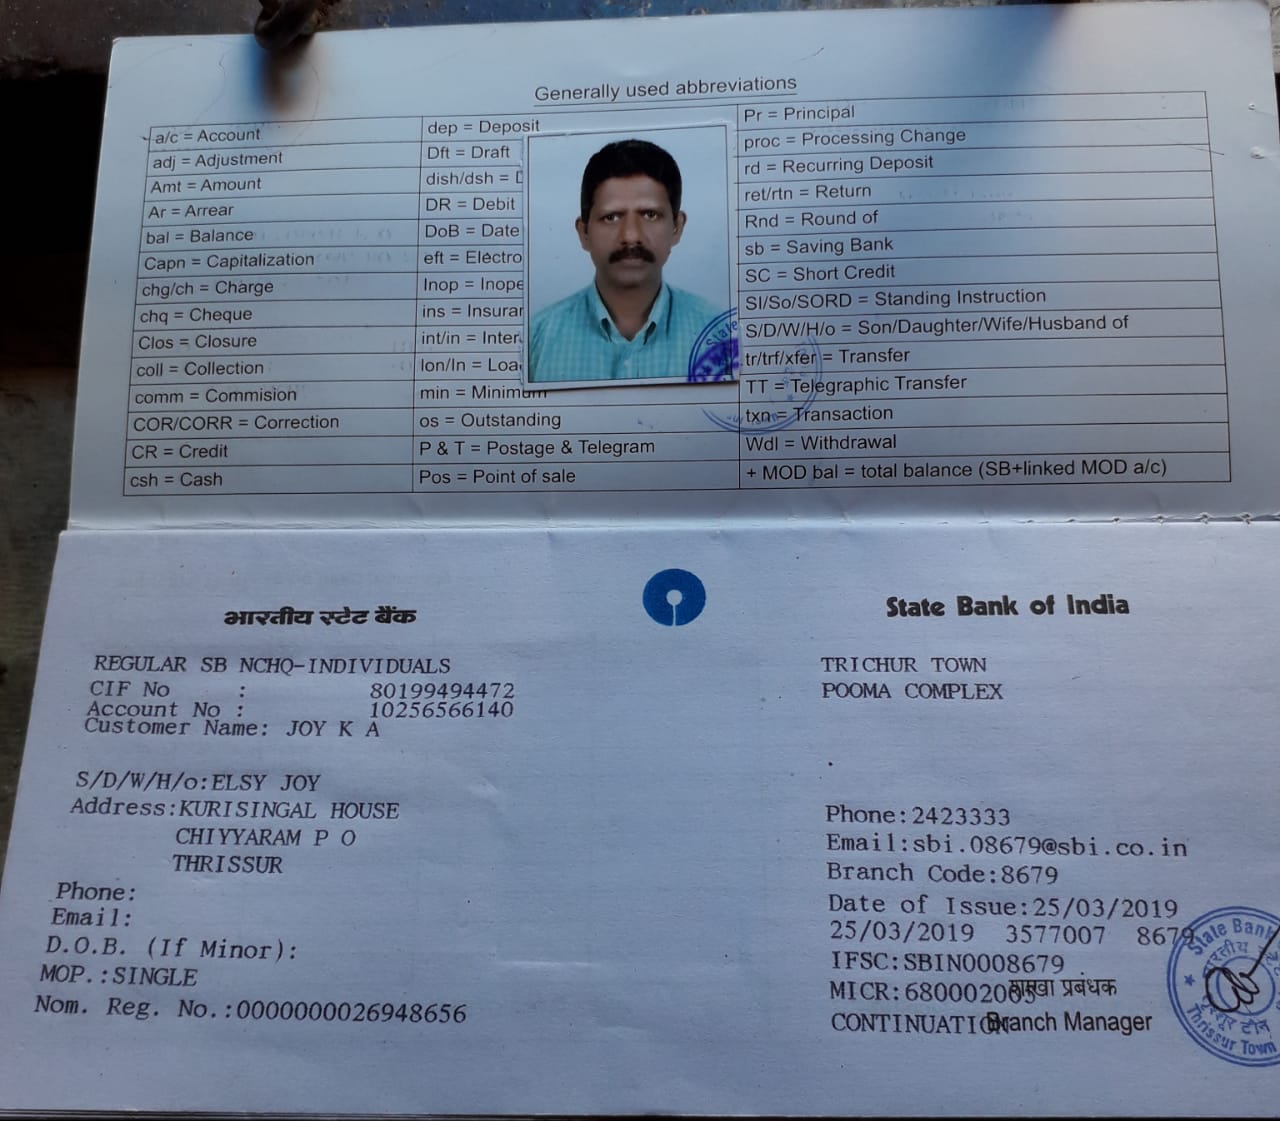 Generally used abbreviations
a/c = Account
adj = Adjustment
Amt = Amount
Ar = Arrear
bal = Balance
Capn = Capitalization
chg/ch = Charge
chq = Cheque
Clos = Closure
coll = Collection
comm = Commision
COR/CORR = Correction
CR = Credit
csh = Cash
dep = Deposit
Dft = Draft
dish/dsh =
DR = Debit
DoB = Date
eft = Electro
Inop = Inope
ins = Insurar
int/in = Inter
lon/ln = Loa
min = Minimum
os = Outstanding
P & T = Postage & Telegram
Pos = Point of sale
Pr = Principal
proc = Processing Change
rd = Recurring Deposit
ret/rtn = Return
Rnd = Round of
sb = Saving Bank
SC = Short Credit
SI/So/SORD = Standing Instruction
S/D/W/H/o = Son/Daughter/Wife/Husband of
tr/trf/xfer = Transfer
TT = Telegraphic Transfer
txn = Transaction
Wdl = Withdrawal
+ MOD bal = total balance (SB+linked MOD a/c)
State
भारतीय स्टेट बैंक
State Bank of India
REGULAR SB NCHQ-INDIVIDUALS
CIF No : 80199494472
Account No : 10256566140
Customer Name: JOY K A
S/D/W/H/o:ELSY JOY
Address:KURISINGAL HOUSE
CHIYYARAM P O
THRISSUR
Phone:
Email:
D.O.B. (If Minor):
MOP.:SINGLE
Nom. Reg. No.:0000000026948656
TRICHUR TOWN
POOMA COMPLEX
Phone:2423333
Email:sbi.08679@sbi.co.in
Branch Code:8679
Date of Issue:25/03/2019
25/03/2019 3577007 8679
IFSC:SBIN0008679
MICR:680002005
शाखा प्रबंधक
CONTINUATION
Branch Manager
State Bank
Thrissur Town